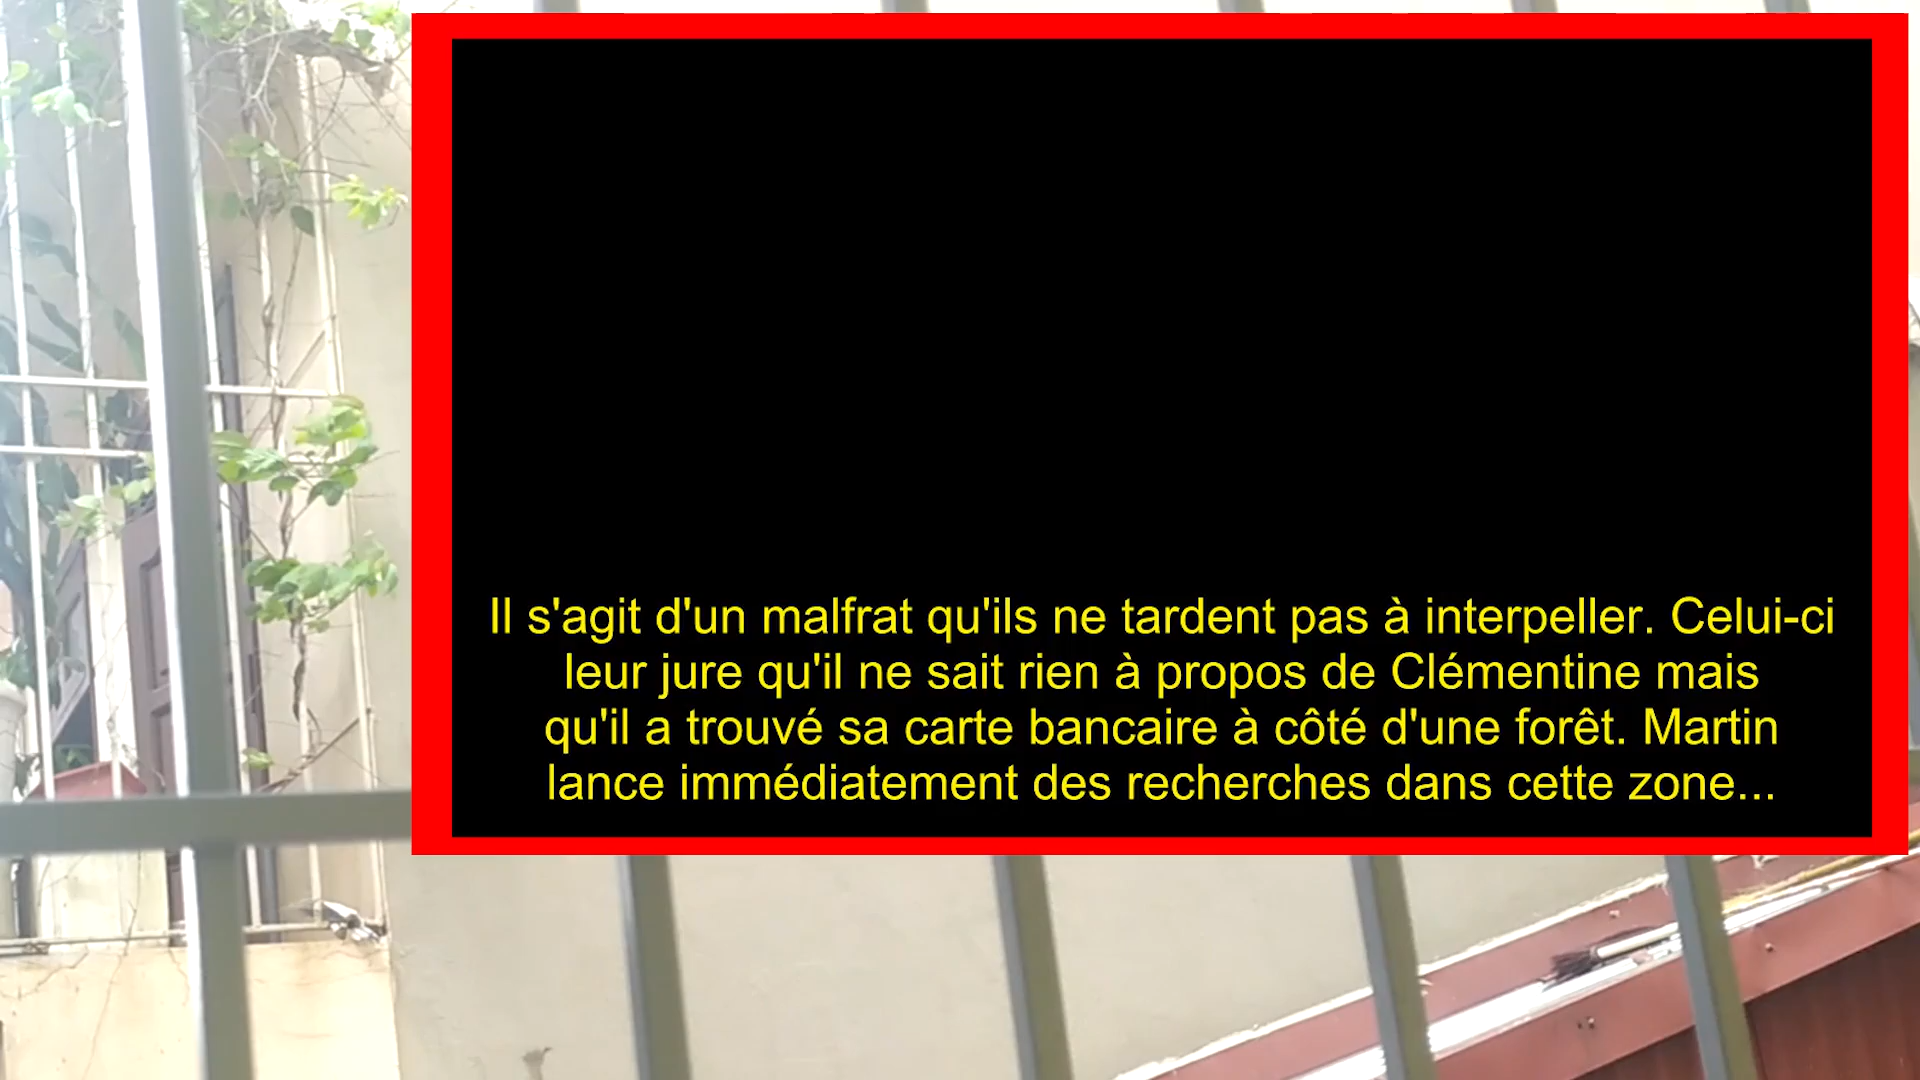 Il s'agit d'un malfrat qu'ils ne tardent pas à interpeller. Celui-ci
leur jure qu'il ne sait rien à propos de Clémentine mais
qu'il a trouvé sa carte bancaire à côté d'une forêt. Martin
lance immédiatement des recherches dans cette zone...